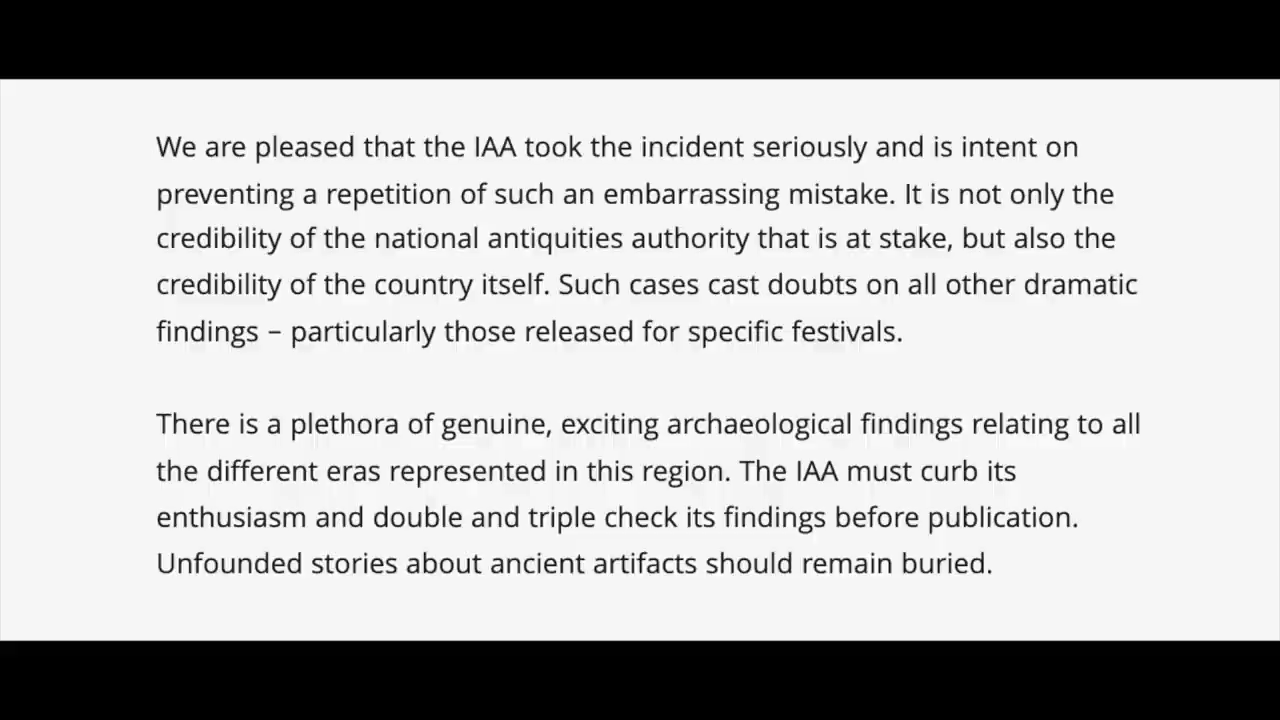 We are pleased that the IAA took the incident seriously and is intent on
preventing a repetition of such an embarrassing mistake. It is not only the
credibility of the national antiquities authority that is at stake, but also the
credibility of the country itself. Such cases cast doubts on all other dramatic
findings – particularly those released for specific festivals.
There is a plethora of genuine, exciting archaeological findings relating to all
the different eras represented in this region. The IAA must curb its
enthusiasm and double and triple check its findings before publication.
Unfounded stories about ancient artifacts should remain buried.